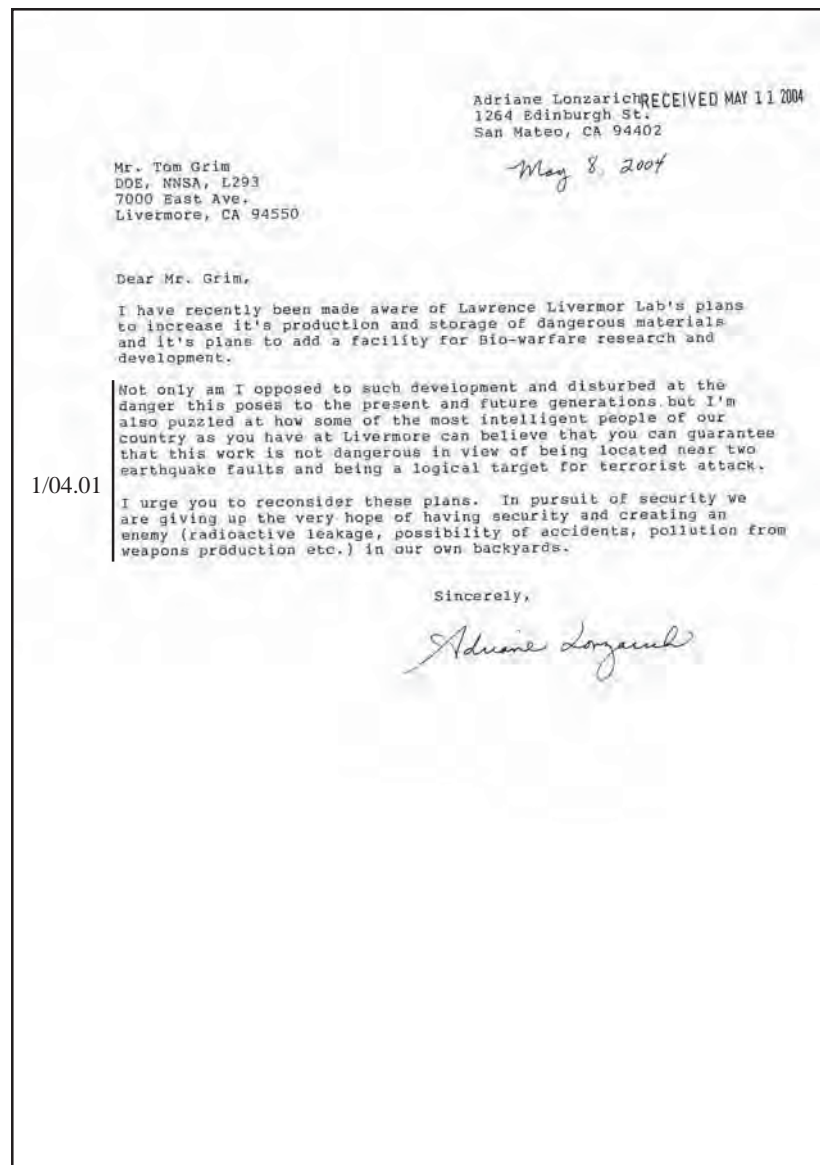 Adriane Lonzarich RECEIVED MAY 11 2004
1264 Edinburgh St.
San Mateo, CA 94402
May 8, 2004
Mr. Tom Grim
DOE, NNSA, L293
7000 East Ave.
Livermore, CA 94550
Dear Mr. Grim,
I have recently been made aware of Lawrence Livermor Lab's plans
to increase it's production and storage of dangerous materials
and it's plans to add a facility for Bio-warfare research and
development.
Not only am I opposed to such development and disturbed at the
danger this poses to the present and future generations but I'm
also puzzled at how some of the most intelligent people of our
country as you have at Livermore can believe that you can guarantee
that this work is not dangerous in view of being located near two
earthquake faults and being a logical target for terrorist attack.
1/04.01
I urge you to reconsider these plans. In pursuit of security we
are giving up the very hope of having security and creating an
enemy (radioactive leakage, possibility of accidents, pollution from
weapons production etc.) in our own backyards.
Sincerely,
Adriane Lonzarich